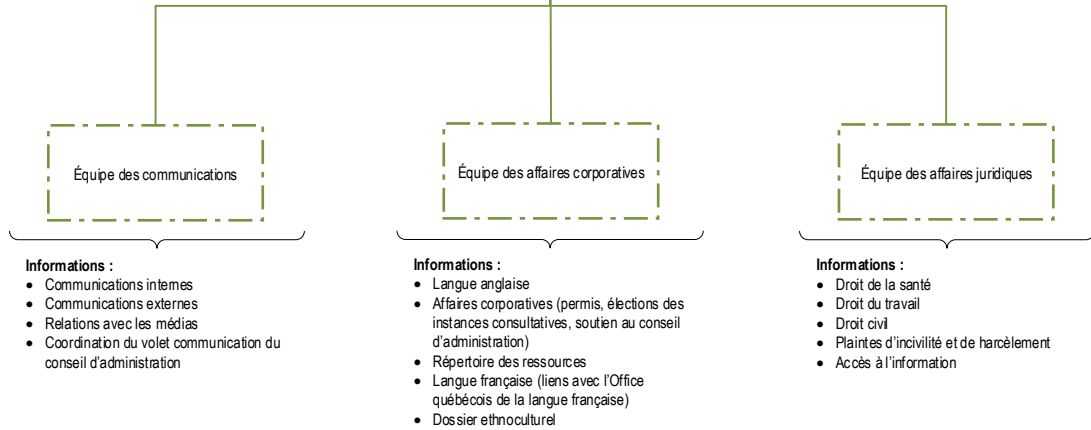 Équipe des communications
Informations :
• Communications internes
• Communications externes
• Relations avec les médias
• Coordination du volet communication du
conseil d'administration
Équipe des affaires corporatives
Informations :
• Langue anglaise
• Affaires corporatives (permis, élections des
instances consultatives, soutien au conseil
d'administration)
• Répertoire des ressources
• Langue française (liens avec l'Office
québécois de la langue française)
• Dossier ethnoculturel
Équipe des affaires juridiques
Informations :
• Droit de la santé
• Droit du travail
• Droit civil
• Plaintes d'incivilité et de harcèlement
• Accès à l'information